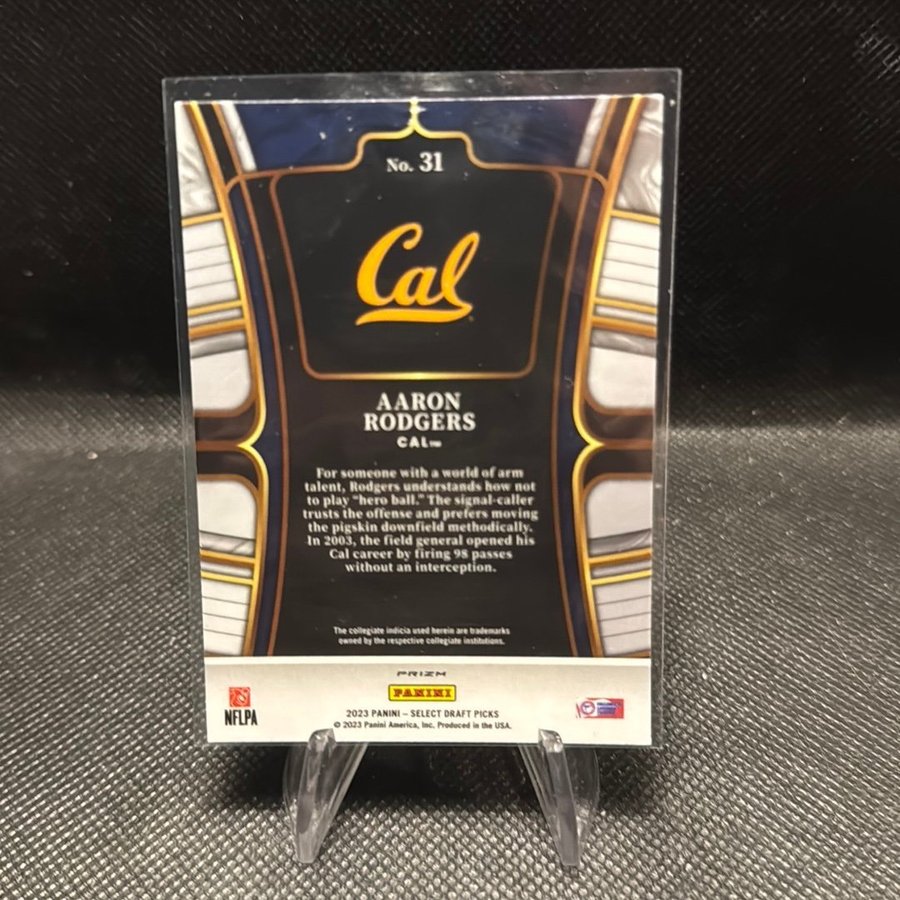 No. 31
Cal
AARON
RODGERS
CAL™
For someone with a world of arm
talent, Rodgers understands how not
to play “hero ball.” The signal-caller
trusts the offense and prefers moving
the pigskin downfield methodically.
In 2003, the field general opened his
Cal career by firing 98 passes
without an interception.
The collegiate indicia used herein are trademarks
owned by the respective collegiate institutions.
PRIZM
PANINI
NFLPA
2023 PANINI – SELECT DRAFT PICKS
© 2023 Panini America, Inc. Produced in the USA.